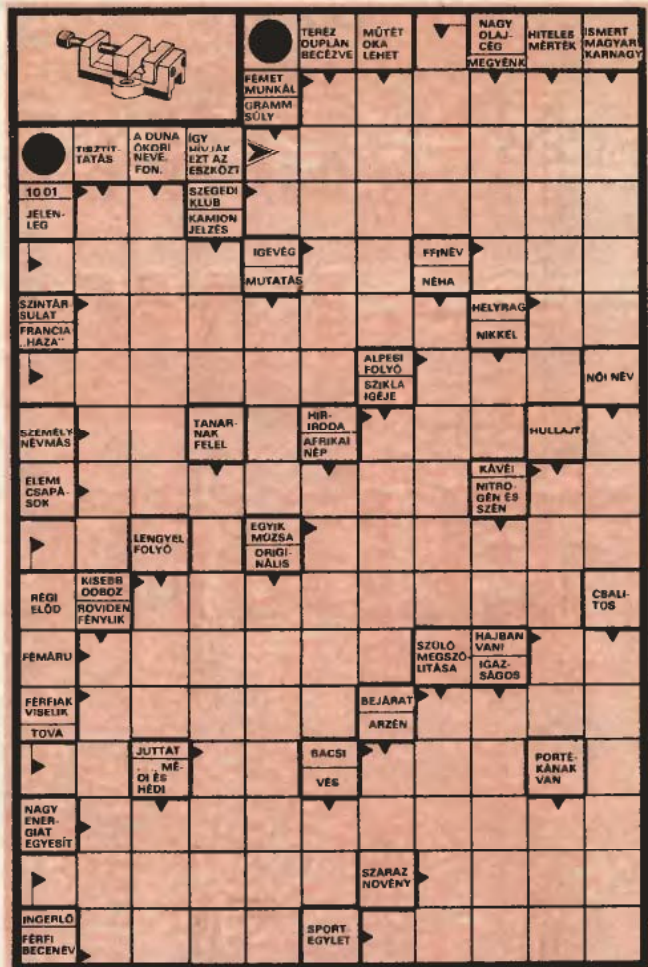 TERÉZ
DUPLÁN
BECÉZVE
MŰTÉT
OKA
LEHET
NAGY
OLAJ-
CÉG
MEGYÉNK
HITELES
MÉRTÉK
ISMERT
MAGYAR
KARNAGY
FÉMET
MUNKÁL
GRAMM
SÚLY
TISZTÍT-
TATÁS
A DUNA
ÓKORI
NEVE,
FON.
ÍGY
HÍVJÁK
EZT AZ
ESZKÖZT
10 01
JELEN-
LEG
SZEGEDI
KLUB
KAMION
JELZÉS
IGEVÉG
MUTATÁS
FFINÉV
NÉHA
SZÍNTÁR-
SULAT
FRANCIA
„HAZA"
HELYRAG
NIKKEL
ALPESI
FOLYÓ
SZIKLA
IGÉJE
NŐI NÉV
SZEMÉLY-
NÉVMÁS
TANÁR-
NAK
FELEL
HÍR-
IRODA
AFRIKAI
NÉP
HULLAJT
ELEMI
CSAPÁ-
SOK
KÁVÉI
NITRO-
GÉN ÉS
SZÉN
LENGYEL
FOLYÓ
EGYIK
MÚZSA
ORIGI-
NÁLIS
RÉGI
ELŐD
KISEBB
DOBOZ
RÖVIDEN
FÉNYLIK
CSALI-
TOS
FÉMÁRU
SZÜLŐ
MEGSZÓ-
LÍTÁSA
HAJBAN
VAN!
IGAZ-
SÁGOS
FÉRFIAK
VISELIK
TOVA
BEJÁRAT
ARZÉN
JUTTAT
... MÉ-
DI ÉS
HÉDI
BÁCSI
VÉS
PORTÉ-
KÁNAK
VAN
NAGY
ENER-
GIÁT
EGYESÍT
SZÁRAZ
NÖVÉNY
INGERLŐ
FÉRFI
BECENÉV
SPORT-
EGYLET